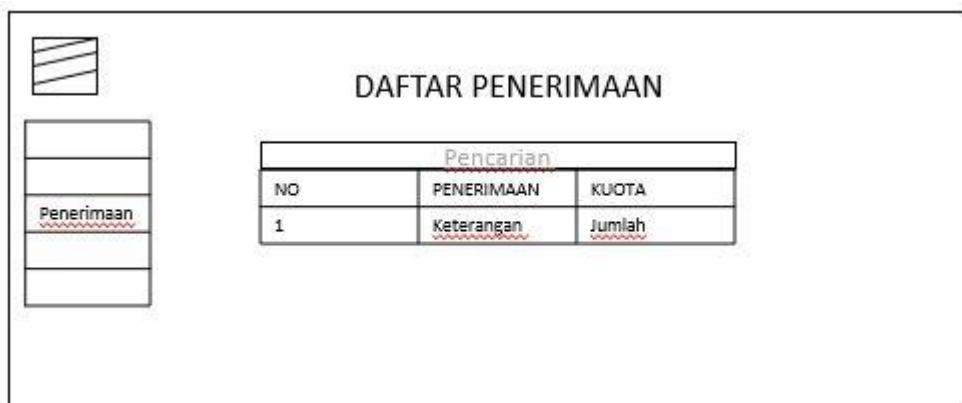 DAFTAR PENERIMAAN
Pencarian
NO PENERIMAAN KUOTA
Penerimaan
1 Keterangan Jumlah